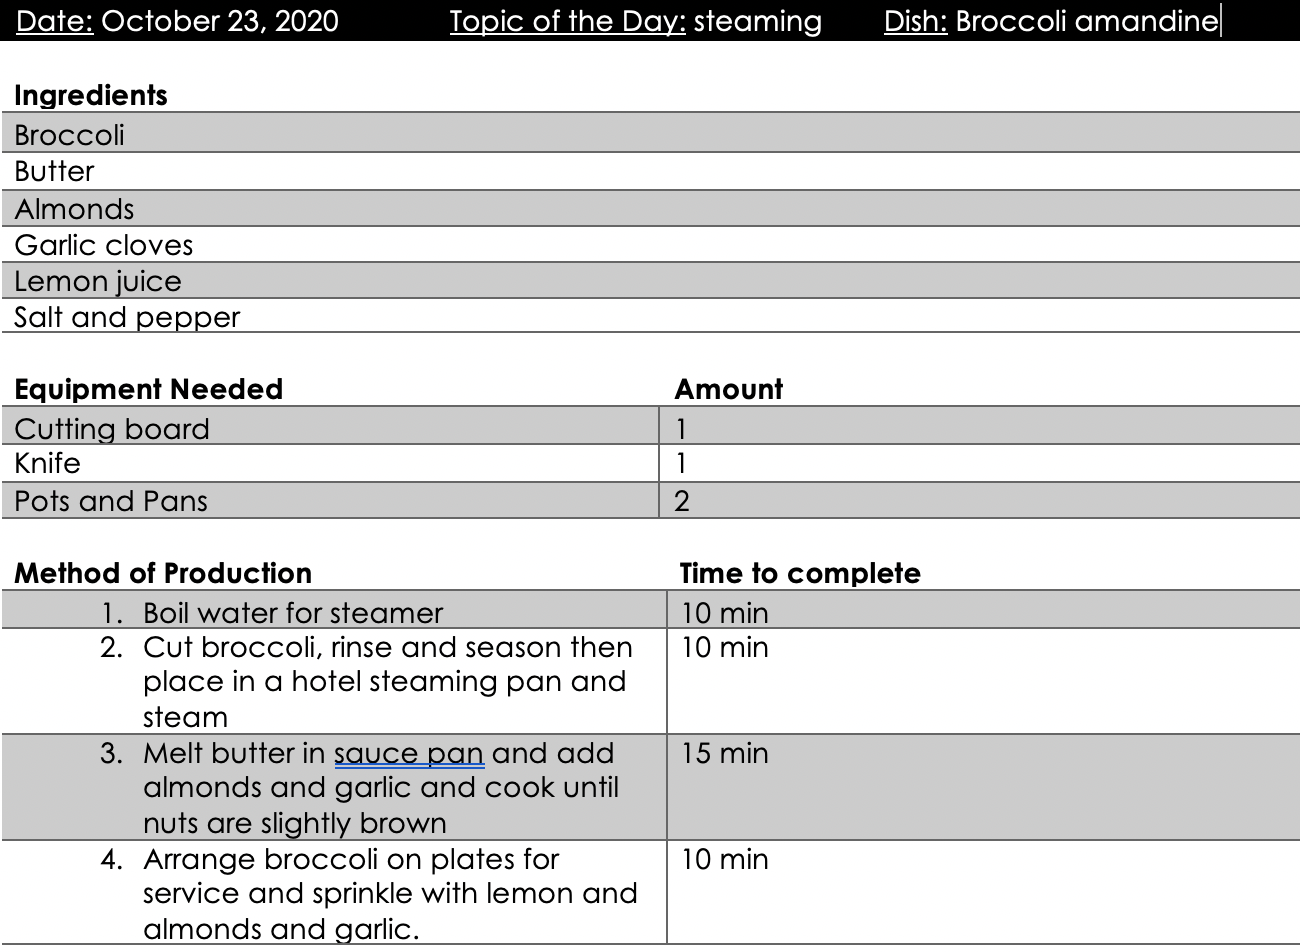 Date: October 23, 2020 Topic of the Day: steaming Dish: Broccoli amandine
Ingredients
Broccoli
Butter
Almonds
Garlic cloves
Lemon juice
Salt and pepper
Equipment Needed Amount
Cutting board 1
Knife 1
Pots and Pans 2
Method of Production Time to complete
1. Boil water for steamer 10 min
2. Cut broccoli, rinse and season then 10 min
place in a hotel steaming pan and
steam
3. Melt butter in sauce pan and add 15 min
almonds and garlic and cook until
nuts are slightly brown
4. Arrange broccoli on plates for 10 min
service and sprinkle with lemon and
almonds and garlic.